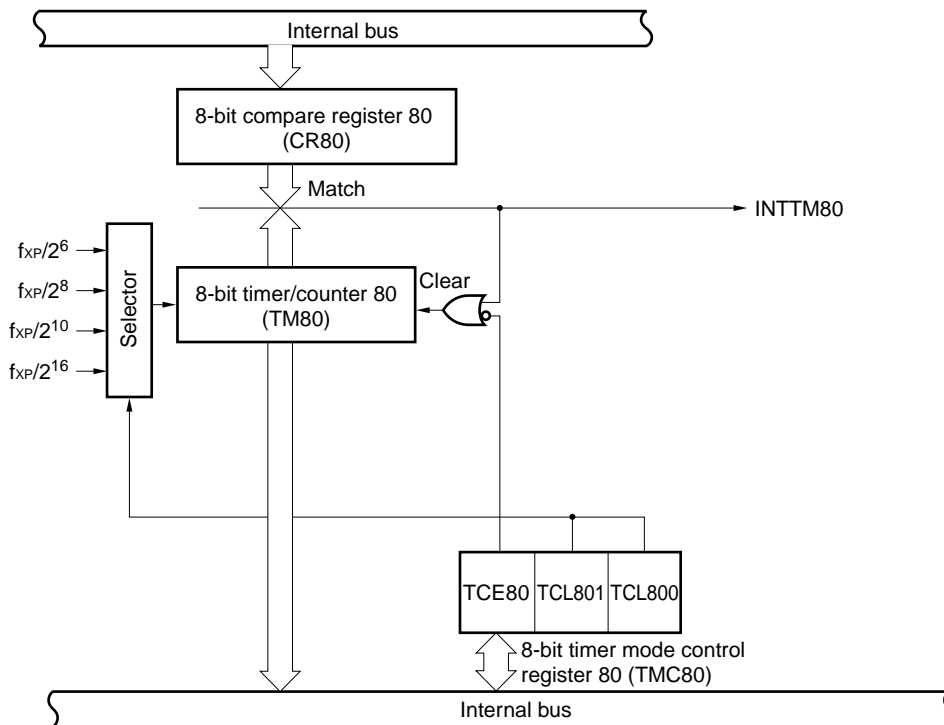 Internal bus
8-bit compare register 80
(CR80)
Match
INTTM80
fXP/2^6
fXP/2^8
fXP/2^10
fXP/2^16
Selector
8-bit timer/counter 80
(TM80)
Clear
TCE80
TCL801
TCL800
8-bit timer mode control
register 80 (TMC80)
Internal bus